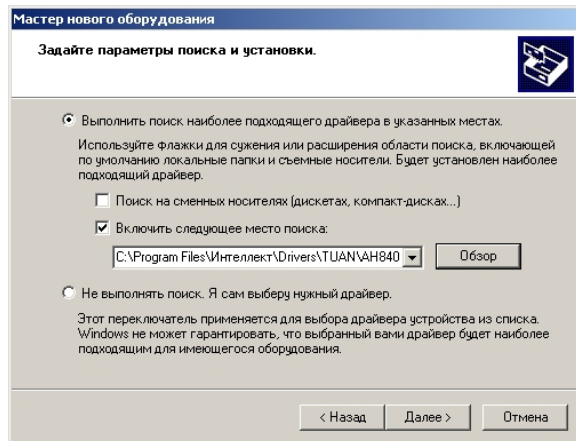 Мастер нового оборудования
Задайте параметры поиска и установки.
Выполнить поиск наиболее подходящего драйвера в указанных местах.
Используйте флажки для сужения или расширения области поиска, включающей
по умолчанию локальные папки и съемные носители. Будет установлен наиболее
подходящий драйвер.
Поиск на сменных носителях (дискетах, компакт-дисках...)
Включить следующее место поиска:
C:\Program Files\Интеллект\Drivers\TUAN\AH840
Обзор
Не выполнять поиск. Я сам выберу нужный драйвер.
Этот переключатель применяется для выбора драйвера устройства из списка.
Windows не может гарантировать, что выбранный вами драйвер будет наиболее
подходящим для имеющегося оборудования.
< Назад Далее > Отмена